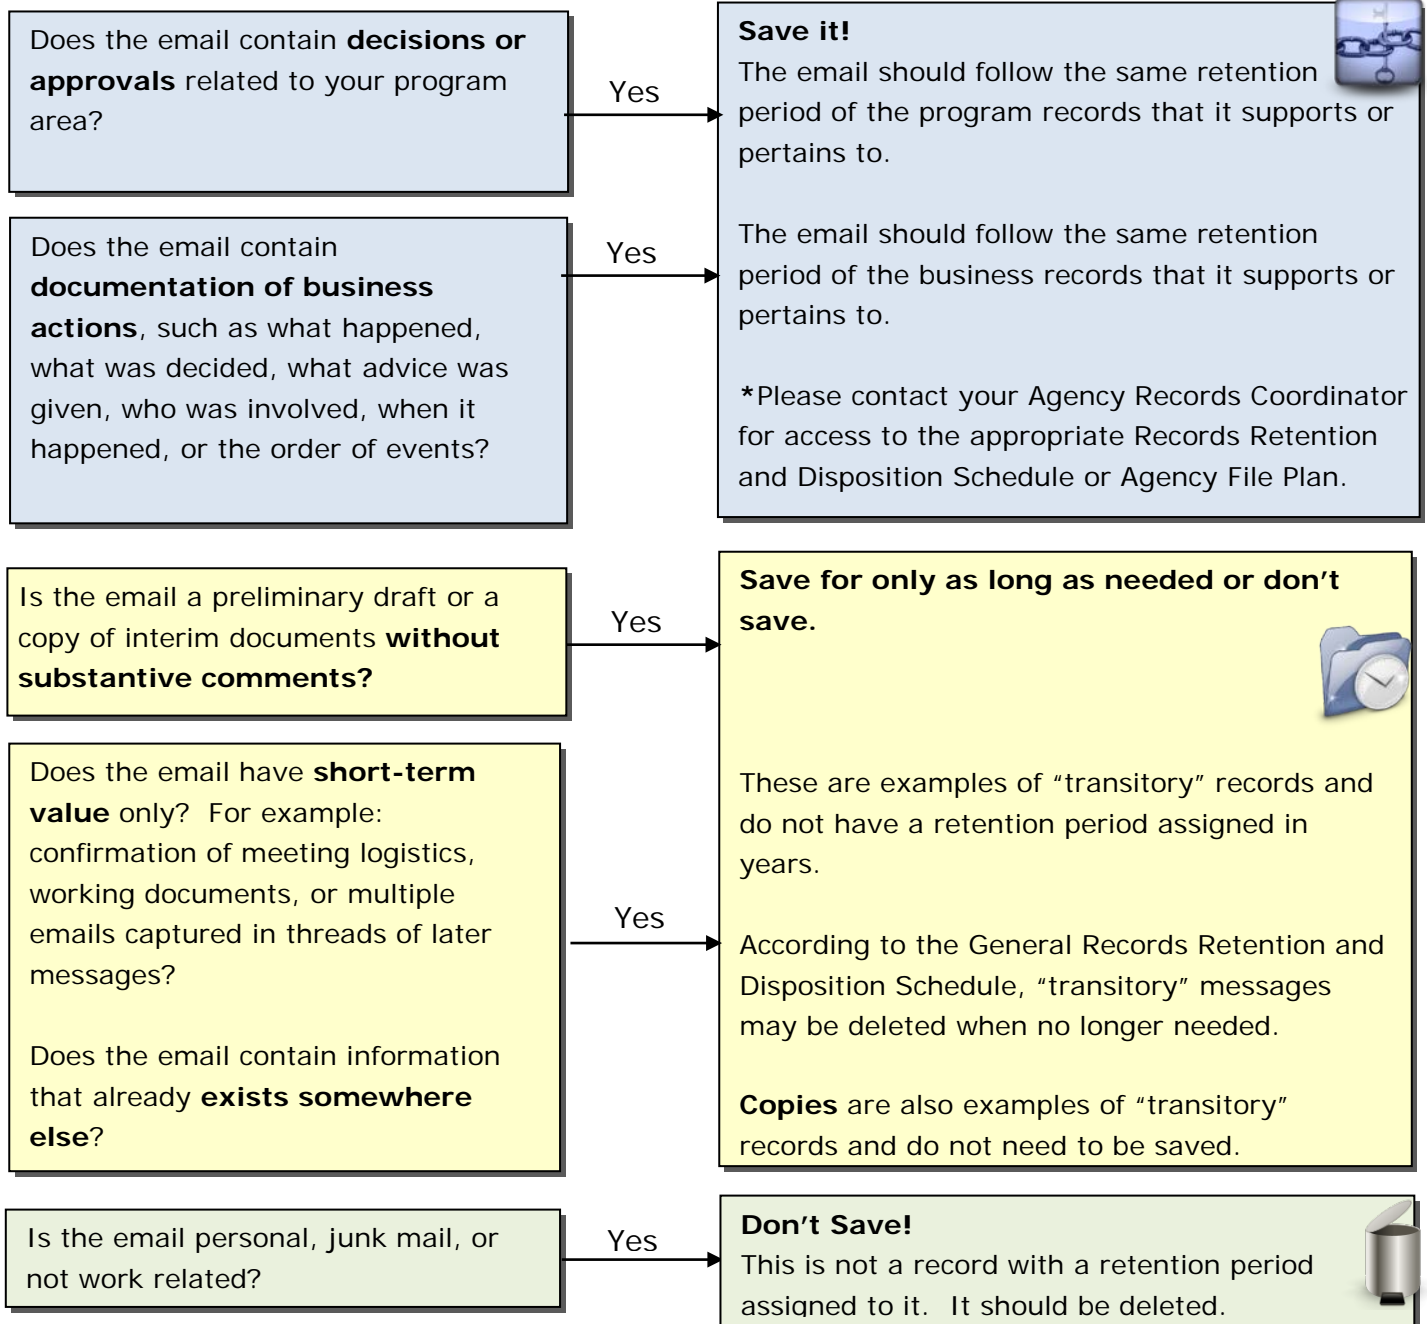 Does the email contain decisions or
approvals related to your program
area?
Yes
Save it!
The email should follow the same retention
period of the program records that it supports or
pertains to.
Does the email contain
documentation of business
actions, such as what happened,
what was decided, what advice was
given, who was involved, when it
happened, or the order of events?
Yes
The email should follow the same retention
period of the business records that it supports or
pertains to.
*Please contact your Agency Records Coordinator
for access to the appropriate Records Retention
and Disposition Schedule or Agency File Plan.
Is the email a preliminary draft or a
copy of interim documents without
substantive comments?
Yes
Save for only as long as needed or don’t
save.
Does the email have short-term
value only?  For example:
confirmation of meeting logistics,
working documents, or multiple
emails captured in threads of later
messages?
Does the email contain information
that already exists somewhere
else?
Yes
These are examples of “transitory” records and
do not have a retention period assigned in
years.
According to the General Records Retention and
Disposition Schedule, “transitory” messages
may be deleted when no longer needed.
Copies are also examples of “transitory”
records and do not need to be saved.
Is the email personal, junk mail, or
not work related?
Yes
Don’t Save!
This is not a record with a retention period
assigned to it.  It should be deleted.